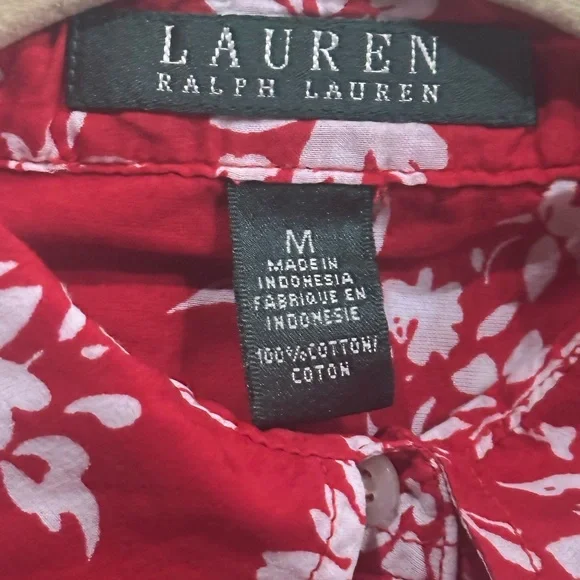 LAUREN
RALPH LAUREN
M
MADE IN
INDONESIA
FABRIQUE EN
INDONESIE
100%COTTON/
COTON